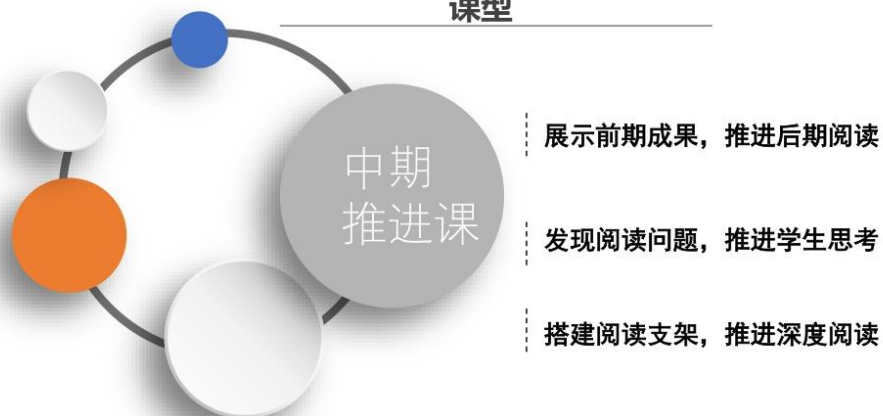 课型
中期
推进课
展示前期成果，推进后期阅读
发现阅读问题，推进学生思考
搭建阅读支架，推进深度阅读